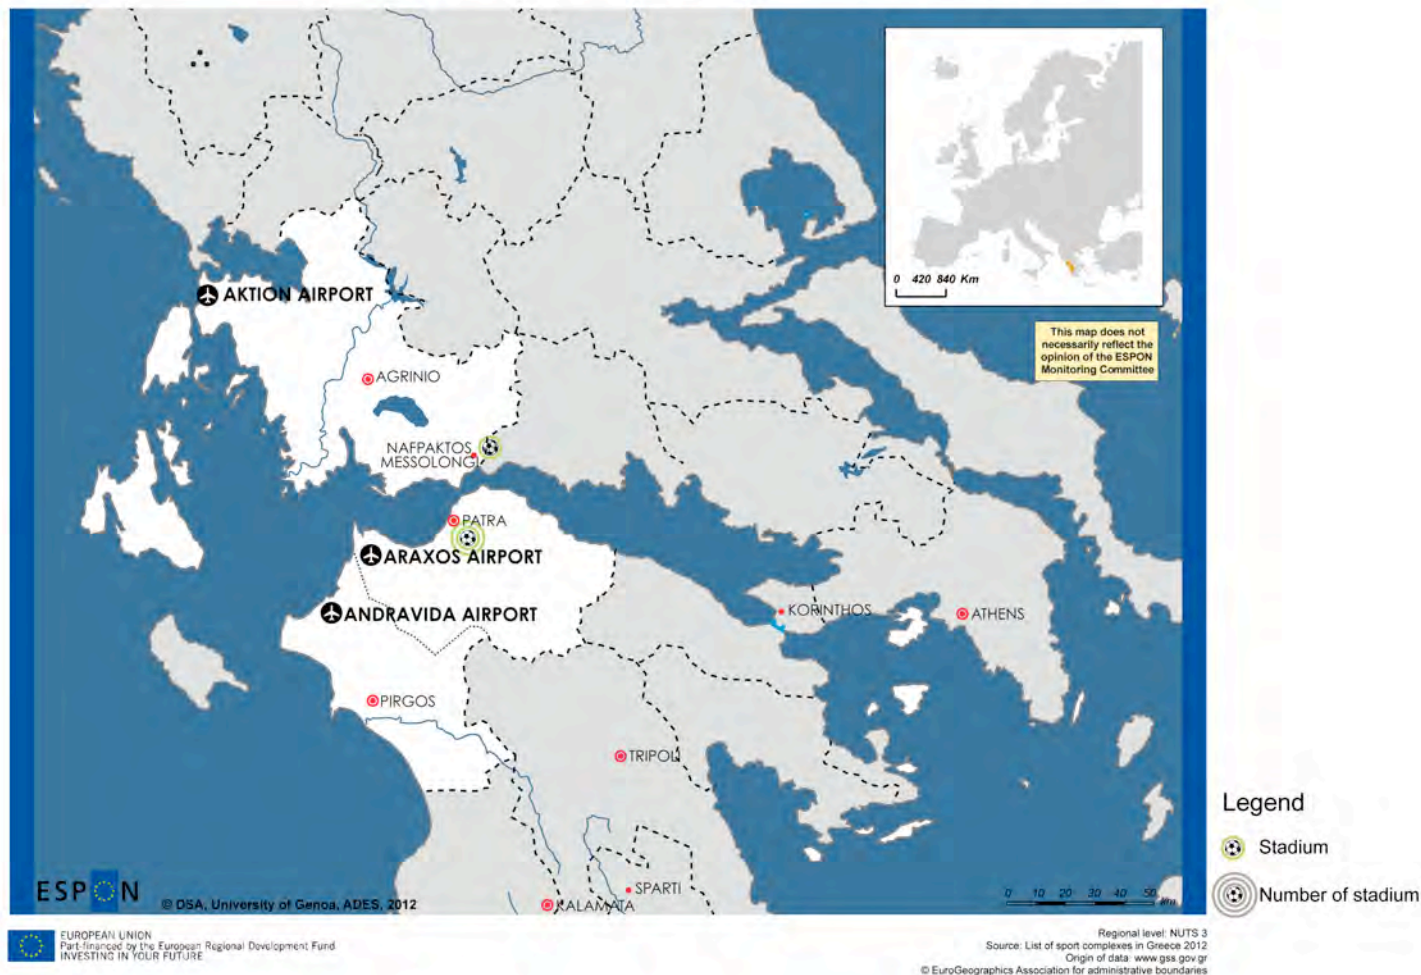 0 420 840 Km
This map does not
necessarily reflect the
opinion of the ESPON
Monitoring Committee
AKTION AIRPORT
AGRINIO
NAFPAKTOS
MESSOLONGI
PATRA
ARAXOS AIRPORT
ANDRAVIDA AIRPORT
KORINTHOS
ATHENS
PIRGOS
TRIPOLI
SPARTI
KALAMATA
Legend
Stadium
Number of stadium
ESPON
© DSA, University of Genoa, ADES, 2012
0 10 20 30 40 50 Km
EUROPEAN UNION
Part-financed by the European Regional Development Fund
INVESTING IN YOUR FUTURE
Regional level: NUTS 3
Source: List of sport complexes in Greece 2012
Origin of data: www.gss.gov.gr
© EuroGeographics Association for administrative boundaries